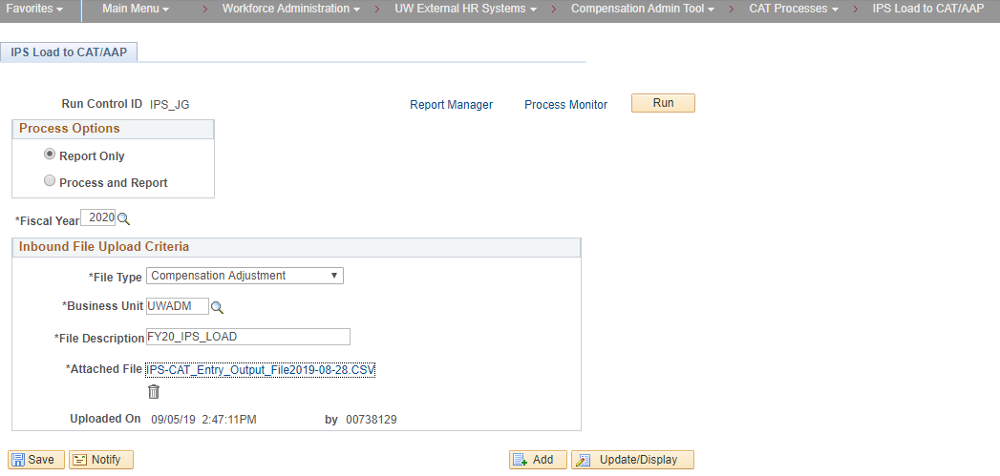 Favorites Main Menu Workforce Administration UW External HR Systems Compensation Admin Tool CAT Processes IPS Load to CAT/AAP
IPS Load to CAT/AAP
Run Control ID IPS_JG Report Manager Process Monitor Run
Process Options
Report Only
Process and Report
*Fiscal Year 2020
Inbound File Upload Criteria
*File Type Compensation Adjustment
*Business Unit UWADM
*File Description FY20_IPS_LOAD
*Attached File IPS-CAT_Entry_Output_File2019-08-28.CSV
Uploaded On 09/05/19 2:47:11PM by 00738129
Save Notify Add Update/Display